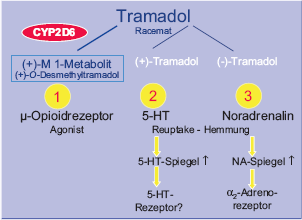 Tramadol
Racemat
CYP2D6
(+)-M 1-Metabolit
(+)-O-Desmethyltramadol
(+)-Tramadol
(-)-Tramadol
1
2
3
µ-Opioidrezeptor
Agonist
5-HT
Noradrenalin
Reuptake - Hemmung
5-HT-Spiegel ↑
NA-Spiegel ↑
5-HT-
Rezeptor?
α₂-Adreno-
rezeptor